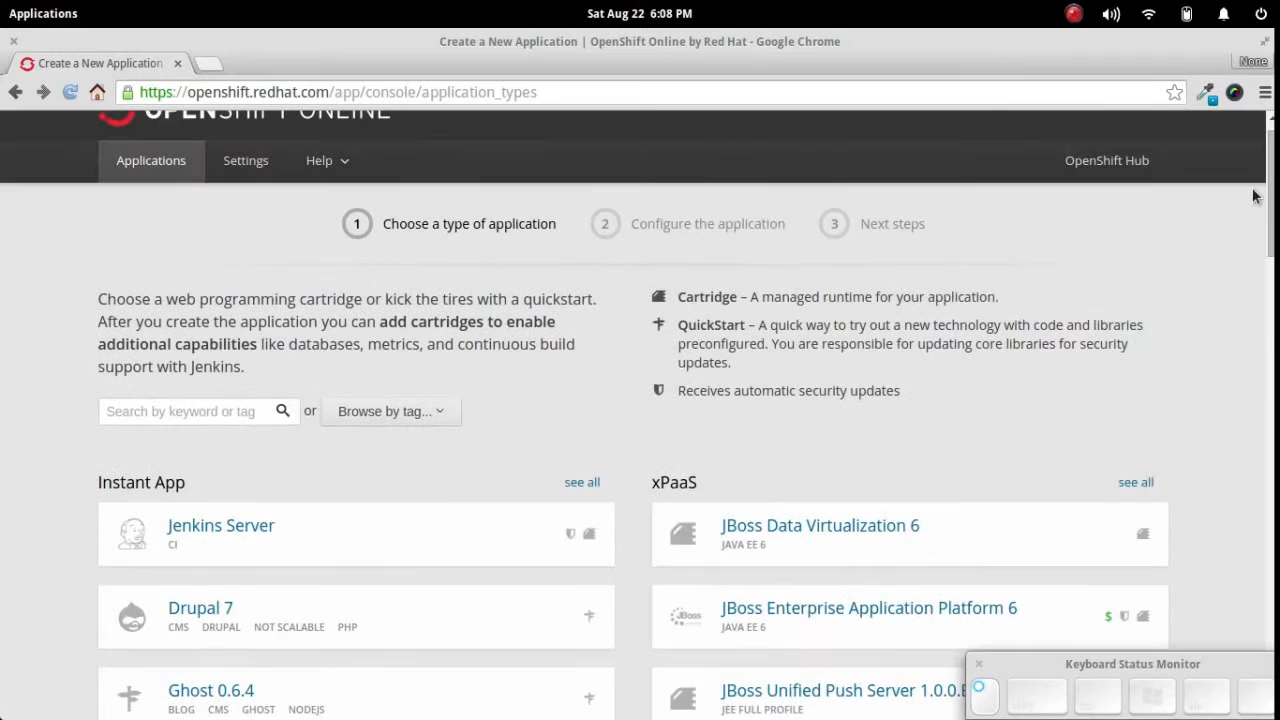 Applications
Sat Aug 22 6:08 PM
Create a New Application | OpenShift Online by Red Hat - Google Chrome
Create a New Application
None
https://openshift.redhat.com/app/console/application_types
OPENSHIFT ONLINE
Applications
Settings
Help
OpenShift Hub
1 Choose a type of application
2 Configure the application
3 Next steps
Choose a web programming cartridge or kick the tires with a quickstart.
After you create the application you can add cartridges to enable
additional capabilities like databases, metrics, and continuous build
support with Jenkins.
Cartridge – A managed runtime for your application.
QuickStart – A quick way to try out a new technology with code and libraries
preconfigured. You are responsible for updating core libraries for security
updates.
Receives automatic security updates
Search by keyword or tag
or
Browse by tag...
Instant App
see all
Jenkins Server
CI
Drupal 7
CMS DRUPAL NOT SCALABLE PHP
Ghost 0.6.4
BLOG CMS GHOST NODEJS
xPaaS
see all
JBoss Data Virtualization 6
JAVA EE 6
JBoss Enterprise Application Platform 6
JAVA EE 6
$
JBoss Unified Push Server 1.0.0.
JEE FULL PROFILE
Keyboard Status Monitor